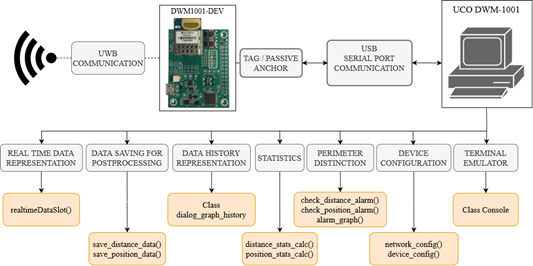 DWM1001-DEV
UCO DWM-1001
UWB
COMMUNICATION
TAG / PASSIVE
ANCHOR
USB
SERIAL PORT
COMMUNICATION
REAL TIME DATA
REPRESENTATION
DATA SAVING FOR
POSTPROCESSING
DATA HISTORY
REPRESENTATION
STATISTICS
PERIMETER
DISTINCTION
DEVICE
CONFIGURATION
TERMINAL
EMULATOR
realtimeDataSlot()
save_distance_data()
save_position_data()
Class
dialog_graph_history
distance_stats_calc()
position_stats_calc()
check_distance_alarm()
check_position_alarm()
alarm_graph()
network_config()
device_config()
Class Console